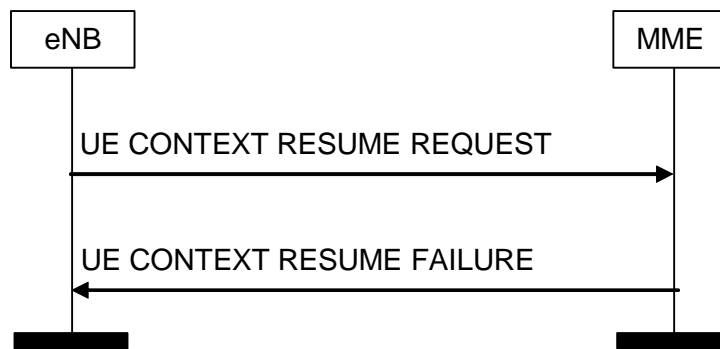 eNB
MME
UE CONTEXT RESUME REQUEST
UE CONTEXT RESUME FAILURE